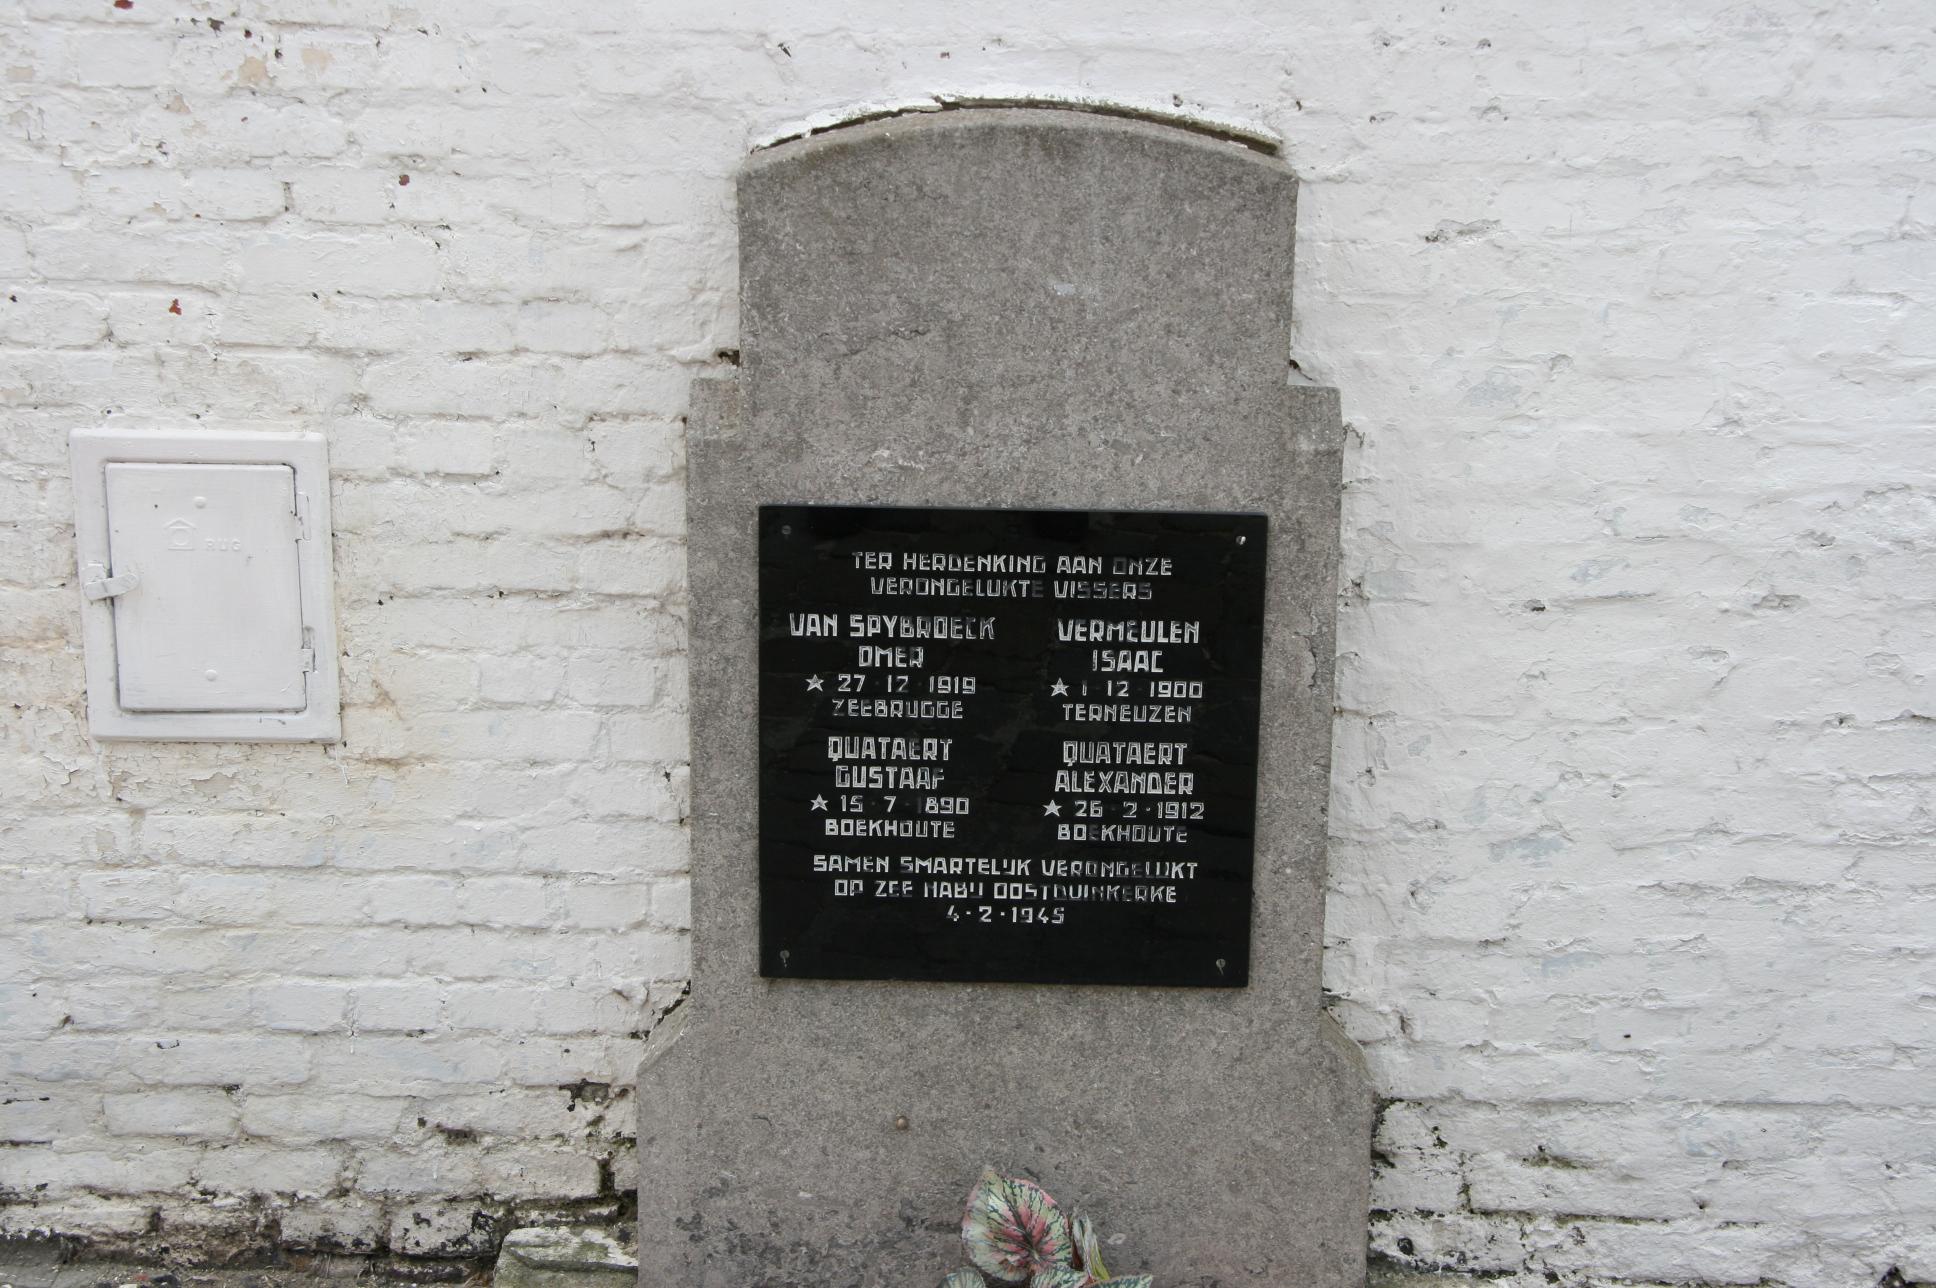 RUG
TER HERDENKING AAN ONZE
VERONGELUKTE VISSERS
VAN SPYBROECK
OMER
★ 27 · 12 · 1919
ZEEBRUGGE
VERMEULEN
ISAAC
★ 1 · 12 · 1900
TERNEUZEN
QUATAERT
GUSTAAF
★ 15 · 7 · 1890
BOEKHOUTE
QUATAERT
ALEXANDER
★ 26 · 2 · 1912
BOEKHOUTE
SAMEN SMARTELIJK VERONGELIJKT
OP ZEE NABIJ OOSTDUINKERKE
4 · 2 · 1945